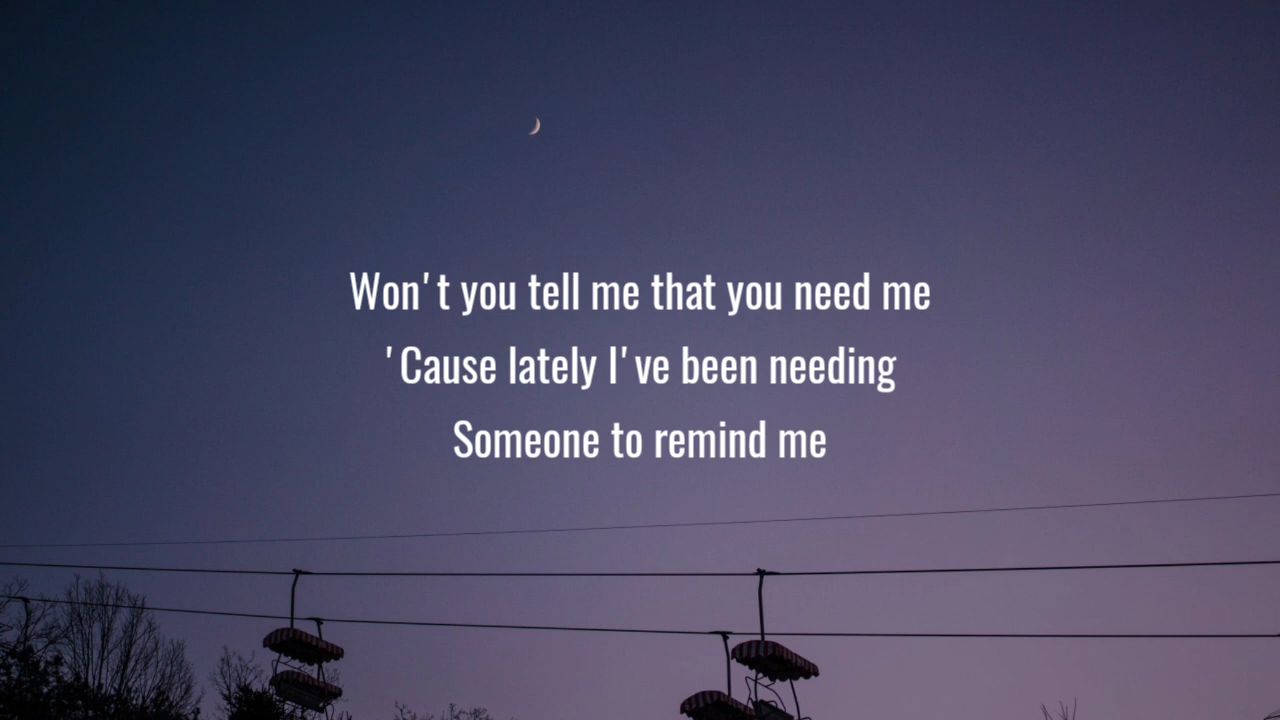 Won't you tell me that you need me
'Cause lately I've been needing
Someone to remind me